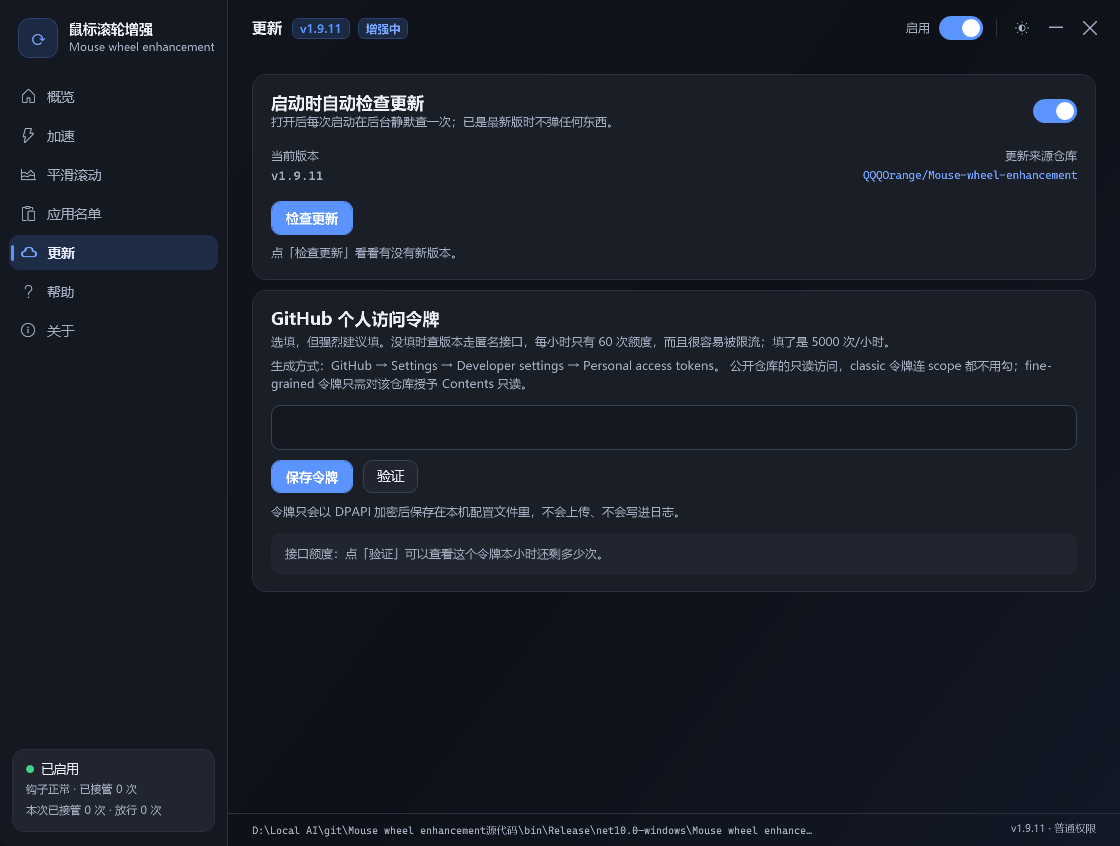 鼠标滚轮增强
Mouse wheel enhancement
概览
加速
平滑滚动
应用名单
更新
帮助
关于
已启用
钩子正常 · 已接管 0 次
本次已接管 0 次 · 放行 0 次
更新 v1.9.11 增强中
启用
启动时自动检查更新
打开后每次启动在后台静默查一次；已是最新版时不弹任何东西。
当前版本
v1.9.11
更新来源仓库
QQQOrange/Mouse-wheel-enhancement
检查更新
点「检查更新」看看有没有新版本。
GitHub 个人访问令牌
选填，但强烈建议填。没填时查版本走匿名接口，每小时只有 60 次额度，而且很容易被限流；填了是 5000 次/小时。
生成方式：GitHub → Settings → Developer settings → Personal access tokens。 公开仓库的只读访问，classic 令牌连 scope 都不用勾；fine-
grained 令牌只需对该仓库授予 Contents 只读。
保存令牌 验证
令牌只会以 DPAPI 加密后保存在本机配置文件里，不会上传、不会写进日志。
接口额度：点「验证」可以查看这个令牌本小时还剩多少次。
D:\Local AI\git\Mouse wheel enhancement源代码\bin\Release\net10.0-windows\Mouse wheel enhance…
v1.9.11 · 普通权限